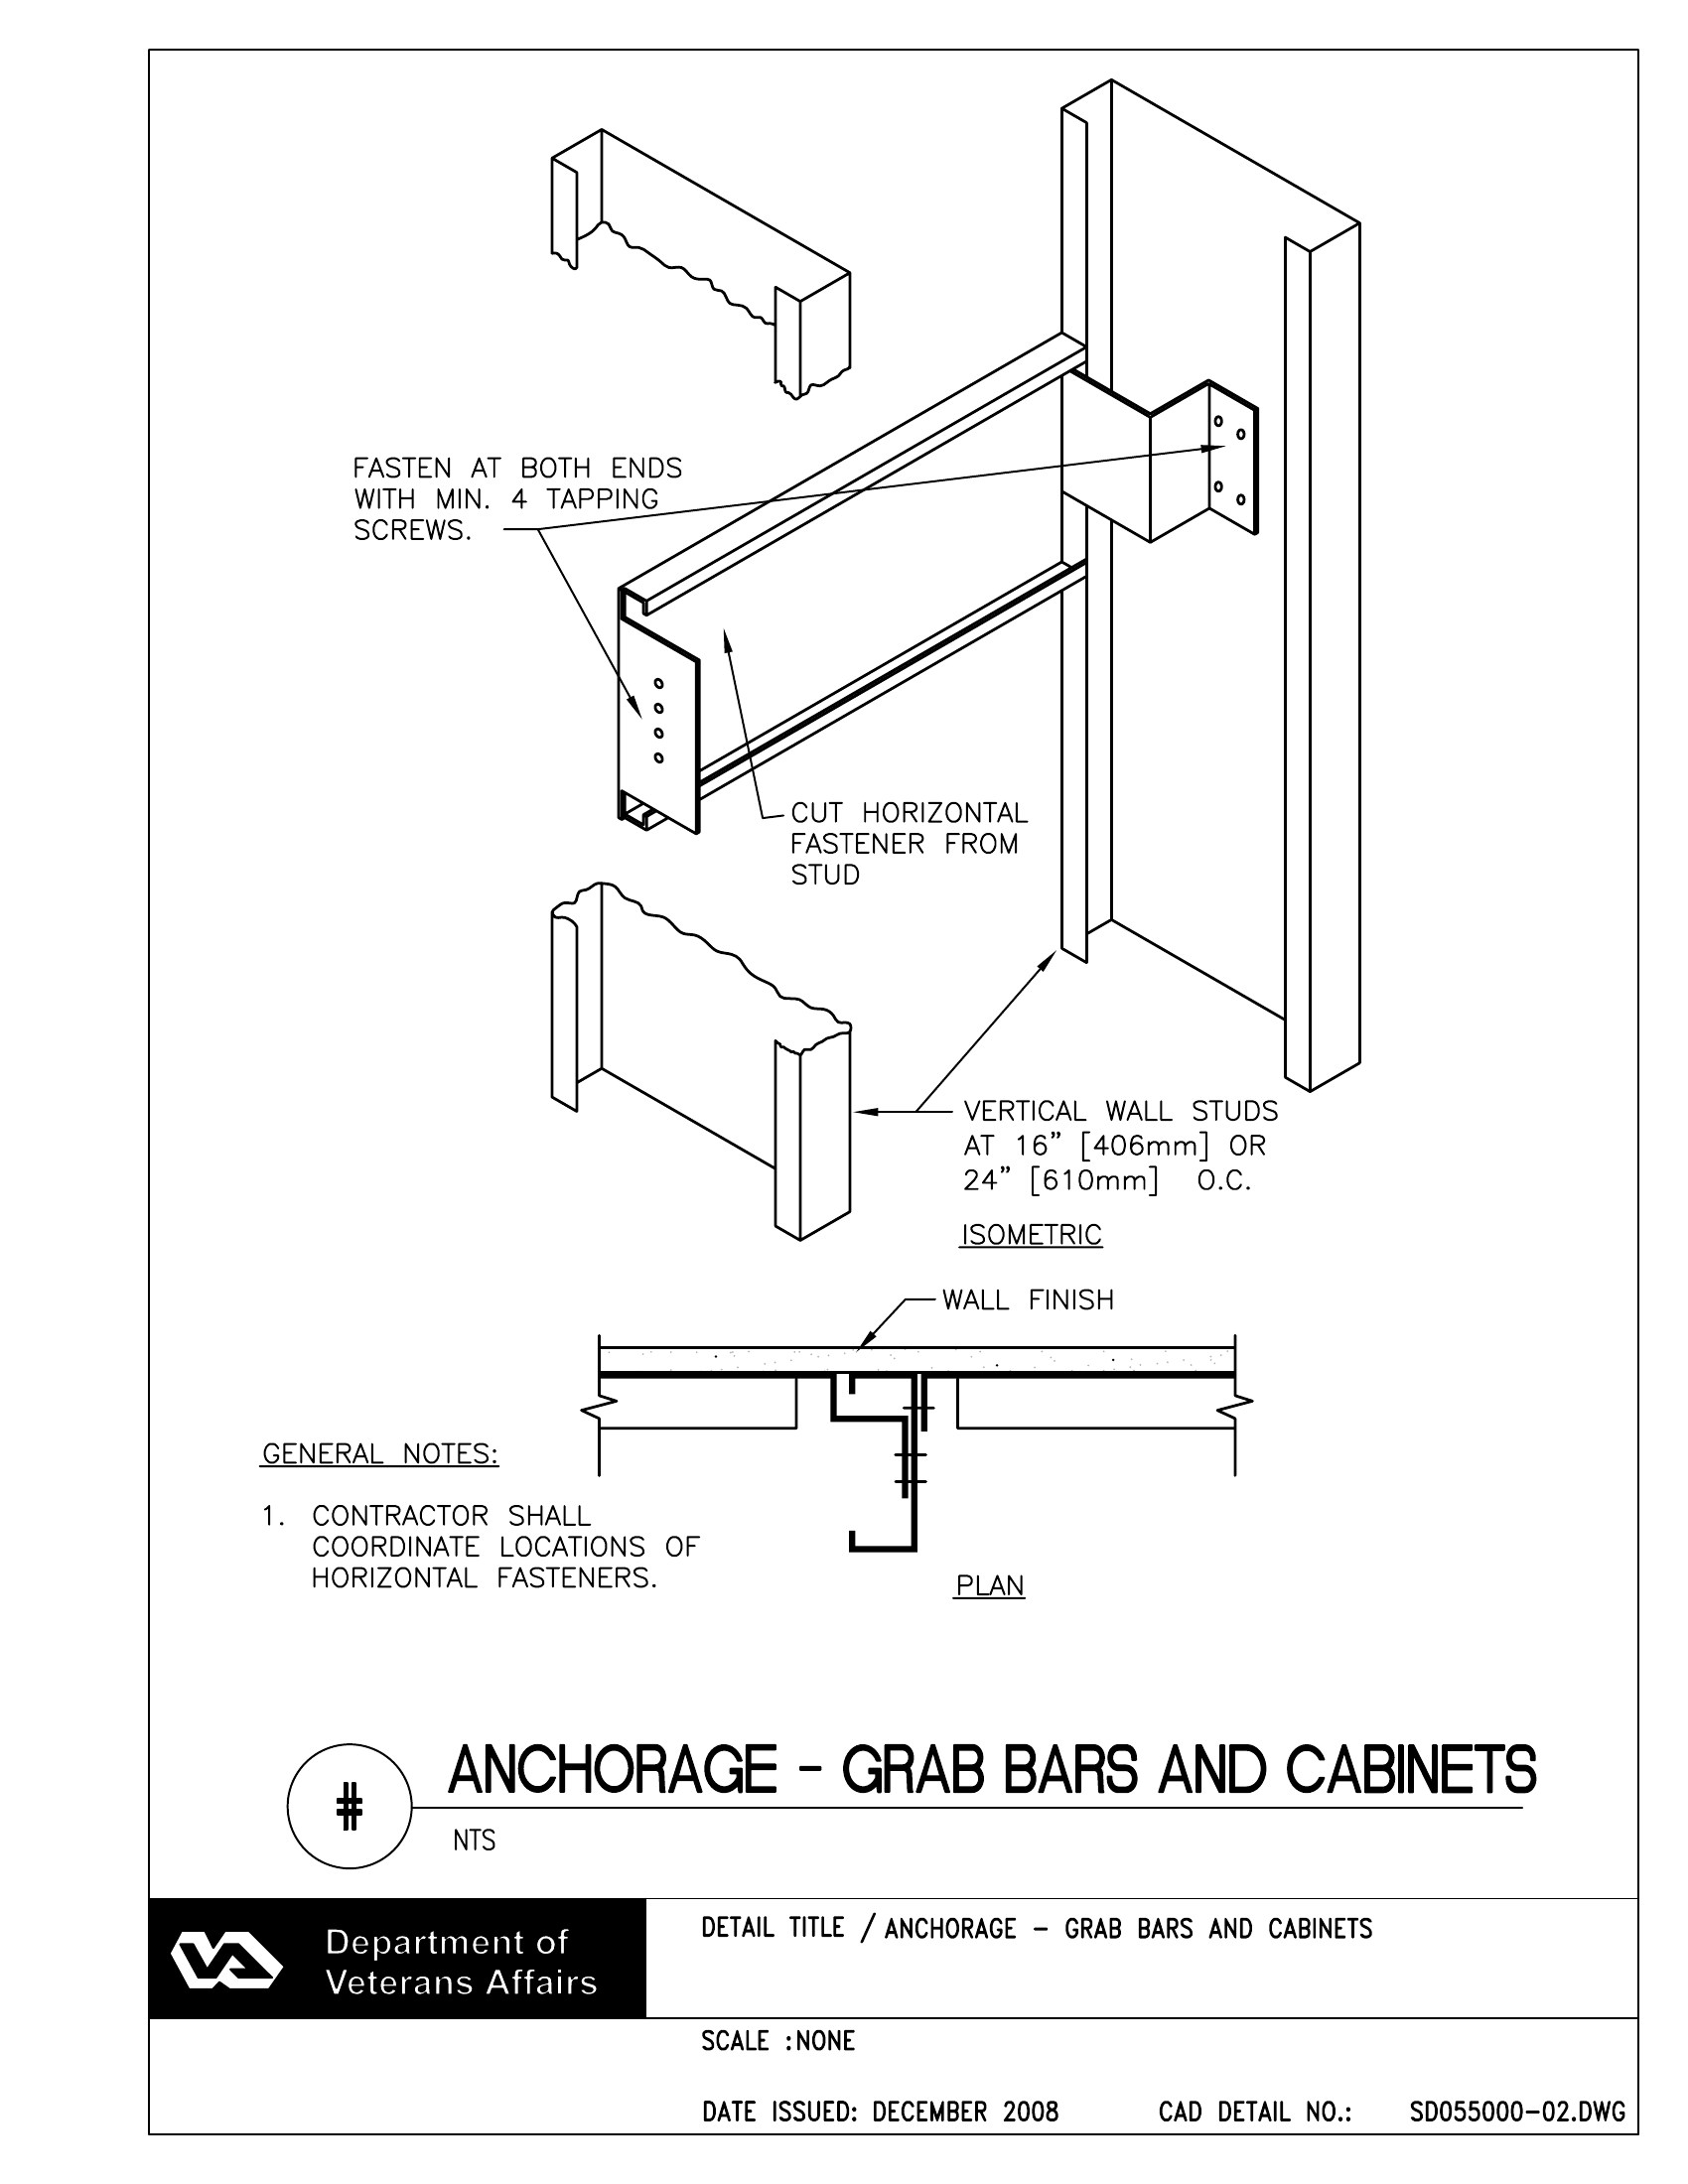 FASTEN AT BOTH ENDS
WITH MIN. 4 TAPPING
SCREWS.
CUT HORIZONTAL
FASTENER FROM
STUD
VERTICAL WALL STUDS
AT 16” [406mm] OR
24” [610mm] O.C.
ISOMETRIC
WALL FINISH
GENERAL NOTES:
1. CONTRACTOR SHALL
COORDINATE LOCATIONS OF
HORIZONTAL FASTENERS.
PLAN
#
ANCHORAGE - GRAB BARS AND CABINETS
NTS
Department of
Veterans Affairs
DETAIL TITLE / ANCHORAGE - GRAB BARS AND CABINETS
SCALE :NONE
DATE ISSUED: DECEMBER 2008 CAD DETAIL NO.: SD055000-02.DWG